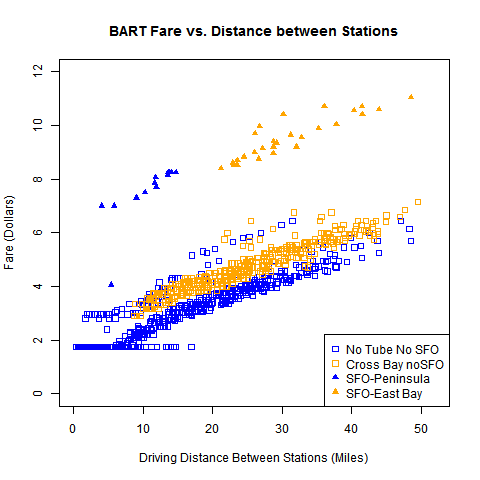 BART Fare vs. Distance between Stations
Fare (Dollars)
12
10
8
6
4
2
0
0 10 20 30 40 50
Driving Distance Between Stations (Miles)
No Tube No SFO
Cross Bay noSFO
SFO-Peninsula
SFO-East Bay